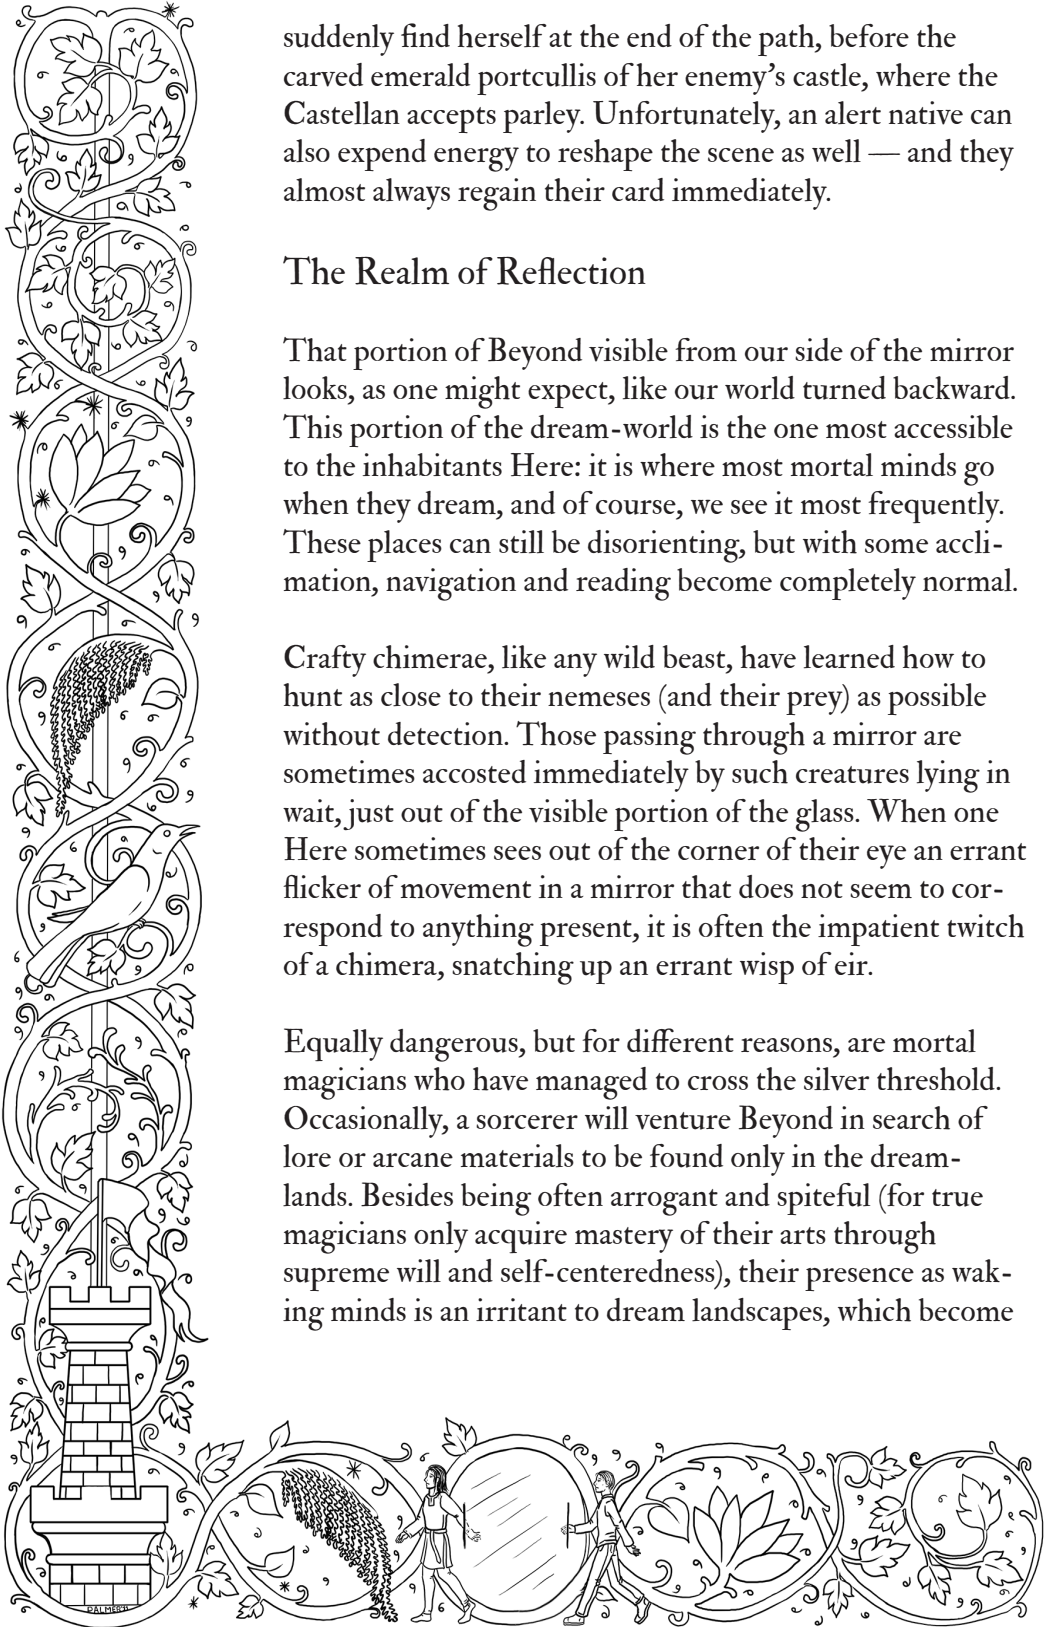 suddenly find herself at the end of the path, before the
carved emerald portcullis of her enemy’s castle, where the
Castellan accepts parley. Unfortunately, an alert native can
also expend energy to reshape the scene as well — and they
almost always regain their card immediately.
The Realm of Reflection
That portion of Beyond visible from our side of the mirror
looks, as one might expect, like our world turned backward.
This portion of the dream-world is the one most accessible
to the inhabitants Here: it is where most mortal minds go
when they dream, and of course, we see it most frequently.
These places can still be disorienting, but with some accli-
mation, navigation and reading become completely normal.
Crafty chimerae, like any wild beast, have learned how to
hunt as close to their nemeses (and their prey) as possible
without detection. Those passing through a mirror are
sometimes accosted immediately by such creatures lying in
wait, just out of the visible portion of the glass. When one
Here sometimes sees out of the corner of their eye an errant
flicker of movement in a mirror that does not seem to cor-
respond to anything present, it is often the impatient twitch
of a chimera, snatching up an errant wisp of eir.
Equally dangerous, but for different reasons, are mortal
magicians who have managed to cross the silver threshold.
Occasionally, a sorcerer will venture Beyond in search of
lore or arcane materials to be found only in the dream-
lands. Besides being often arrogant and spiteful (for true
magicians only acquire mastery of their arts through
supreme will and self-centeredness), their presence as wak-
ing minds is an irritant to dream landscapes, which become
PALMER